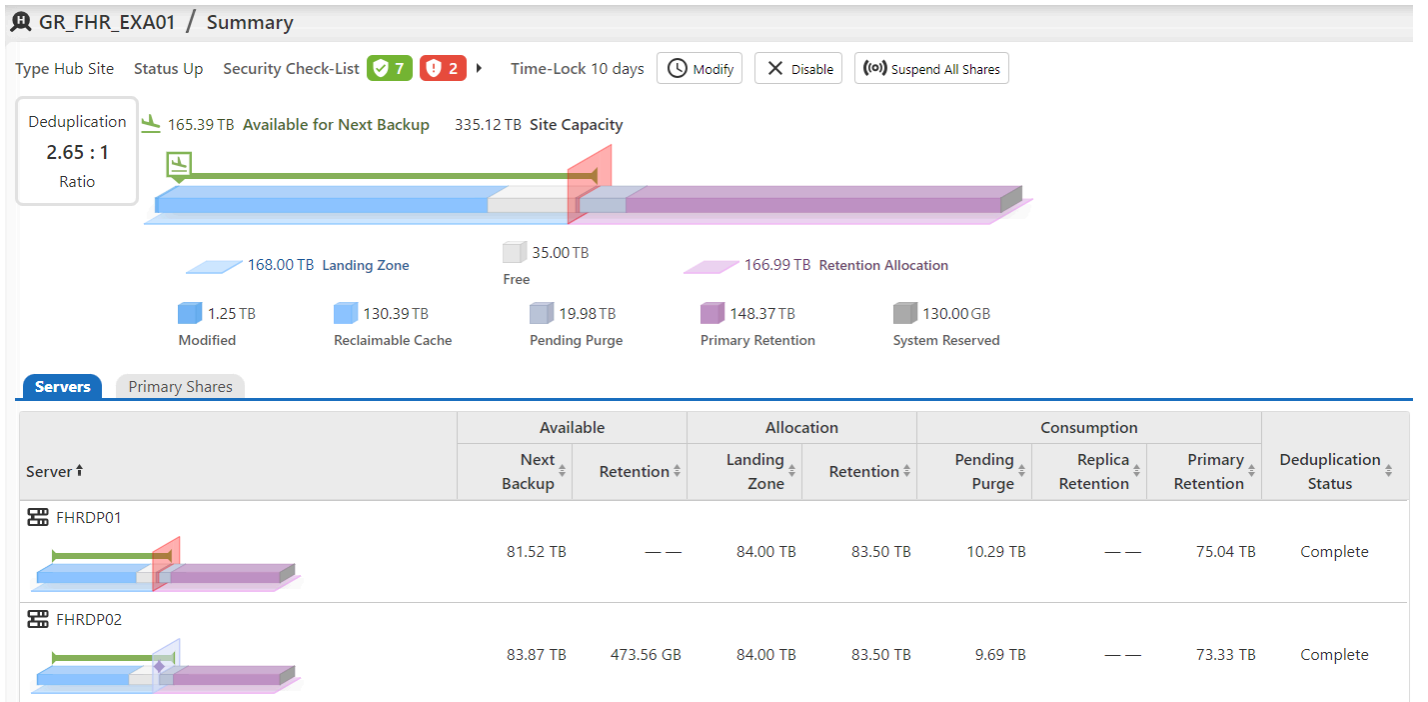 GR_FHR_EXA01 / Summary
Type Hub Site Status Up Security Check-List 7 2 Time-Lock 10 days Modify Disable Suspend All Shares
Deduplication
2.65 : 1
Ratio
165.39 TB Available for Next Backup 335.12 TB Site Capacity
35.00 TB
Free
168.00 TB Landing Zone
166.99 TB Retention Allocation
1.25 TB 130.39 TB 19.98 TB 148.37 TB 130.00 GB
Modified Reclaimable Cache Pending Purge Primary Retention System Reserved
Servers Primary Shares
Available Allocation Consumption
Server Next Backup Retention Landing Zone Retention Pending Purge Replica Retention Primary Retention Deduplication Status
FHRDP01
81.52 TB — — 84.00 TB 83.50 TB 10.29 TB — — 75.04 TB Complete
FHRDP02
83.87 TB 473.56 GB 84.00 TB 83.50 TB 9.69 TB — — 73.33 TB Complete